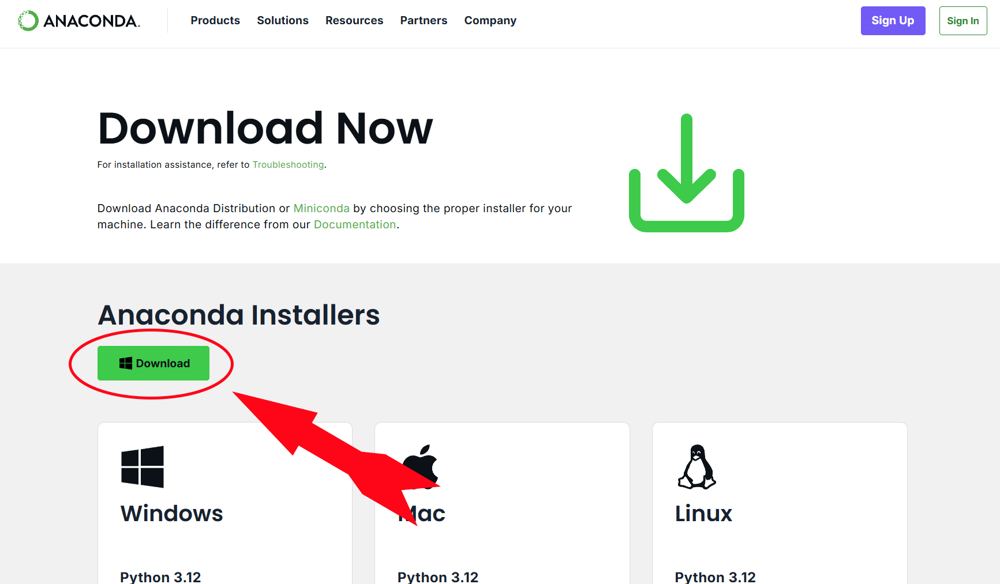 ANACONDA.
Products Solutions Resources Partners Company Sign Up Sign In
Download Now
For installation assistance, refer to Troubleshooting.
Download Anaconda Distribution or Miniconda by choosing the proper installer for your
machine. Learn the difference from our Documentation.
Anaconda Installers
Download
Windows
Mac
Linux
Python 3.12
Python 3.12
Python 3.12